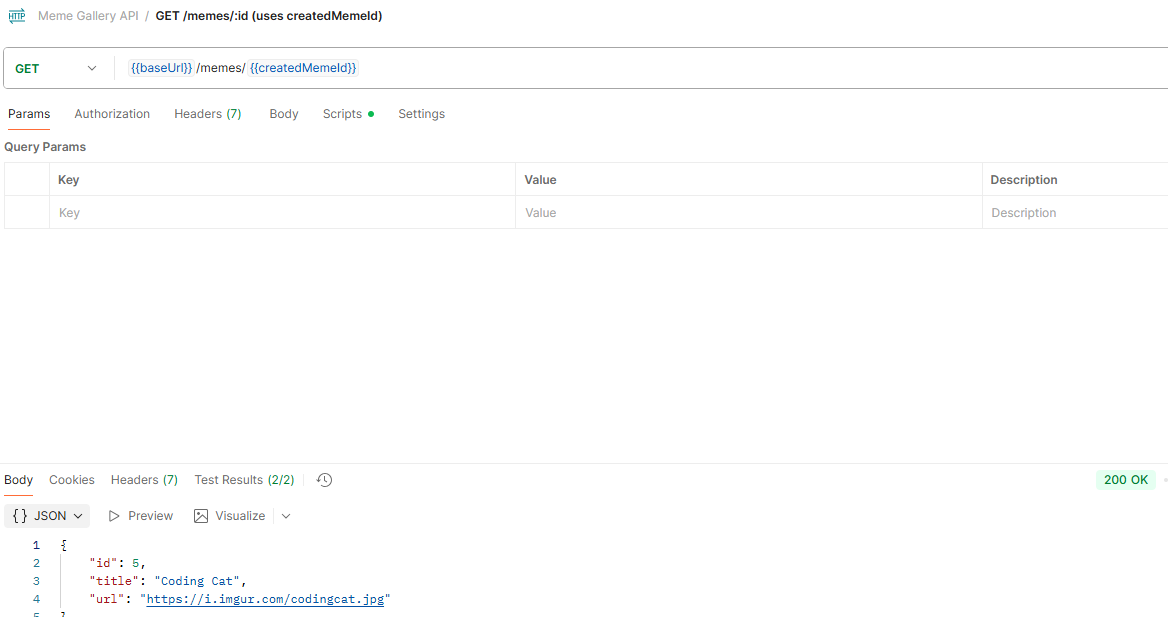 HTTP Meme Gallery API / GET /memes/:id (uses createdMemeId)
GET {{baseUrl}} /memes/ {{createdMemeId}}
Params Authorization Headers (7) Body Scripts Settings
Query Params
Key Value Description
Key Value Description
Body Cookies Headers (7) Test Results (2/2) 200 OK
{} JSON Preview Visualize
1 {
2 "id": 5,
3 "title": "Coding Cat",
4 "url": "https://i.imgur.com/codingcat.jpg"
5 }